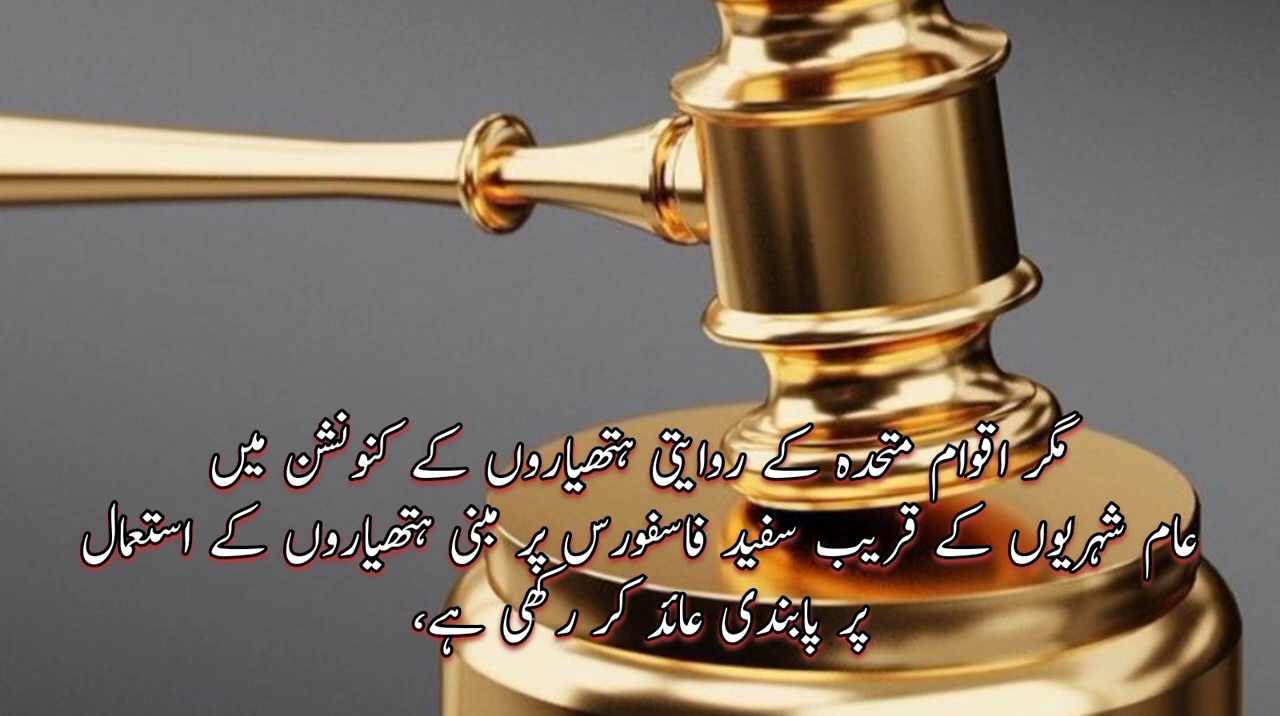 مگر اقوام متحدہ کے روایتی ہتھیاروں کے کنونشن میں
عام شہریوں کے قریب سفید فاسفورس پر مبنی ہتھیاروں کے استعمال
پر پابندی عائد کر رکھی ہے،